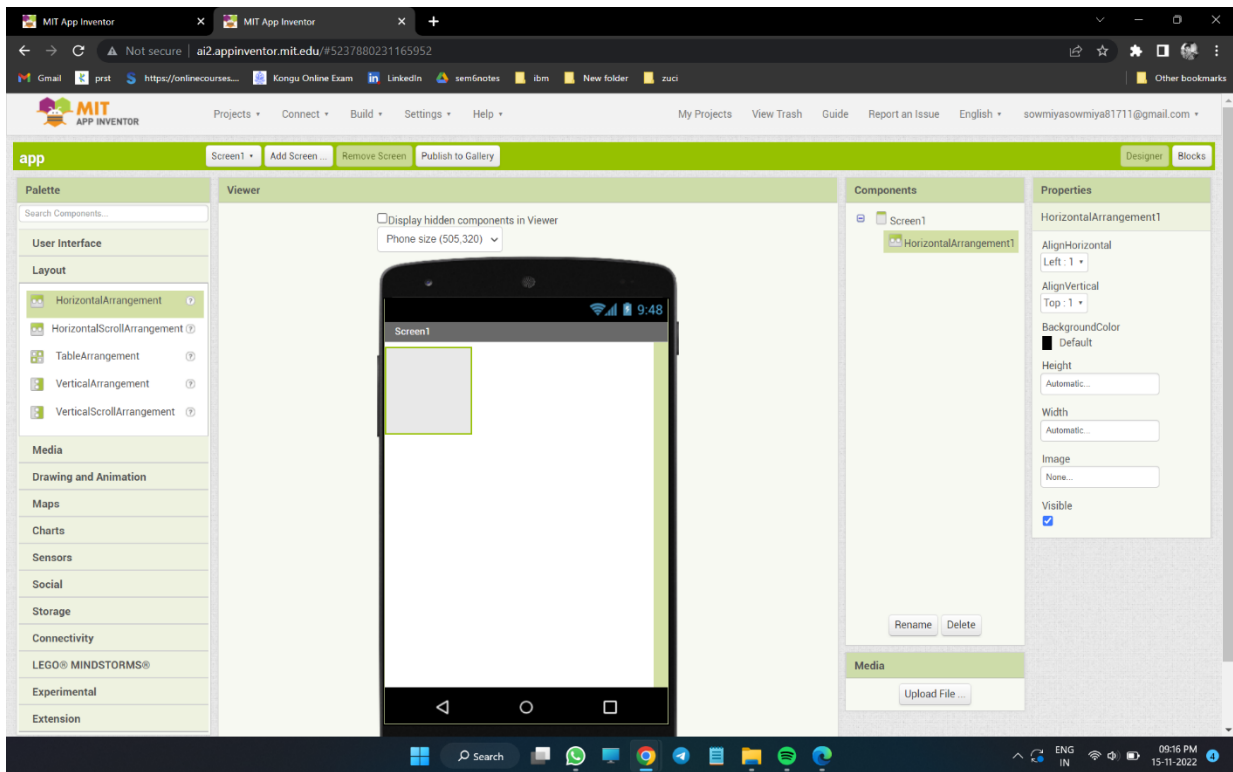 MIT App Inventor
MIT App Inventor
Not secure | ai2.appinventor.mit.edu/#5237880231165952
Gmail prst https://onlinecourses.... Kongu Online Exam LinkedIn sem6notes ibm New folder zuci Other bookmarks
MIT
APP INVENTOR
Projects Connect Build Settings Help My Projects View Trash Guide Report an Issue English sowmiyasowmiya81711@gmail.com
app Screen1 Add Screen ... Remove Screen Publish to Gallery Designer Blocks
Palette
Search Components...
User Interface
Layout
HorizontalArrangement ?
HorizontalScrollArrangement ?
TableArrangement ?
VerticalArrangement ?
VerticalScrollArrangement ?
Media
Drawing and Animation
Maps
Charts
Sensors
Social
Storage
Connectivity
LEGO® MINDSTORMS®
Experimental
Extension
Viewer
Display hidden components in Viewer
Phone size (505,320)
9:48
Screen1
Components
Screen1
HorizontalArrangement1
Rename Delete
Media
Upload File ...
Properties
HorizontalArrangement1
AlignHorizontal
Left : 1
AlignVertical
Top : 1
BackgroundColor
Default
Height
Automatic...
Width
Automatic...
Image
None...
Visible
Search
ENG
IN
09:16 PM
15-11-2022
4